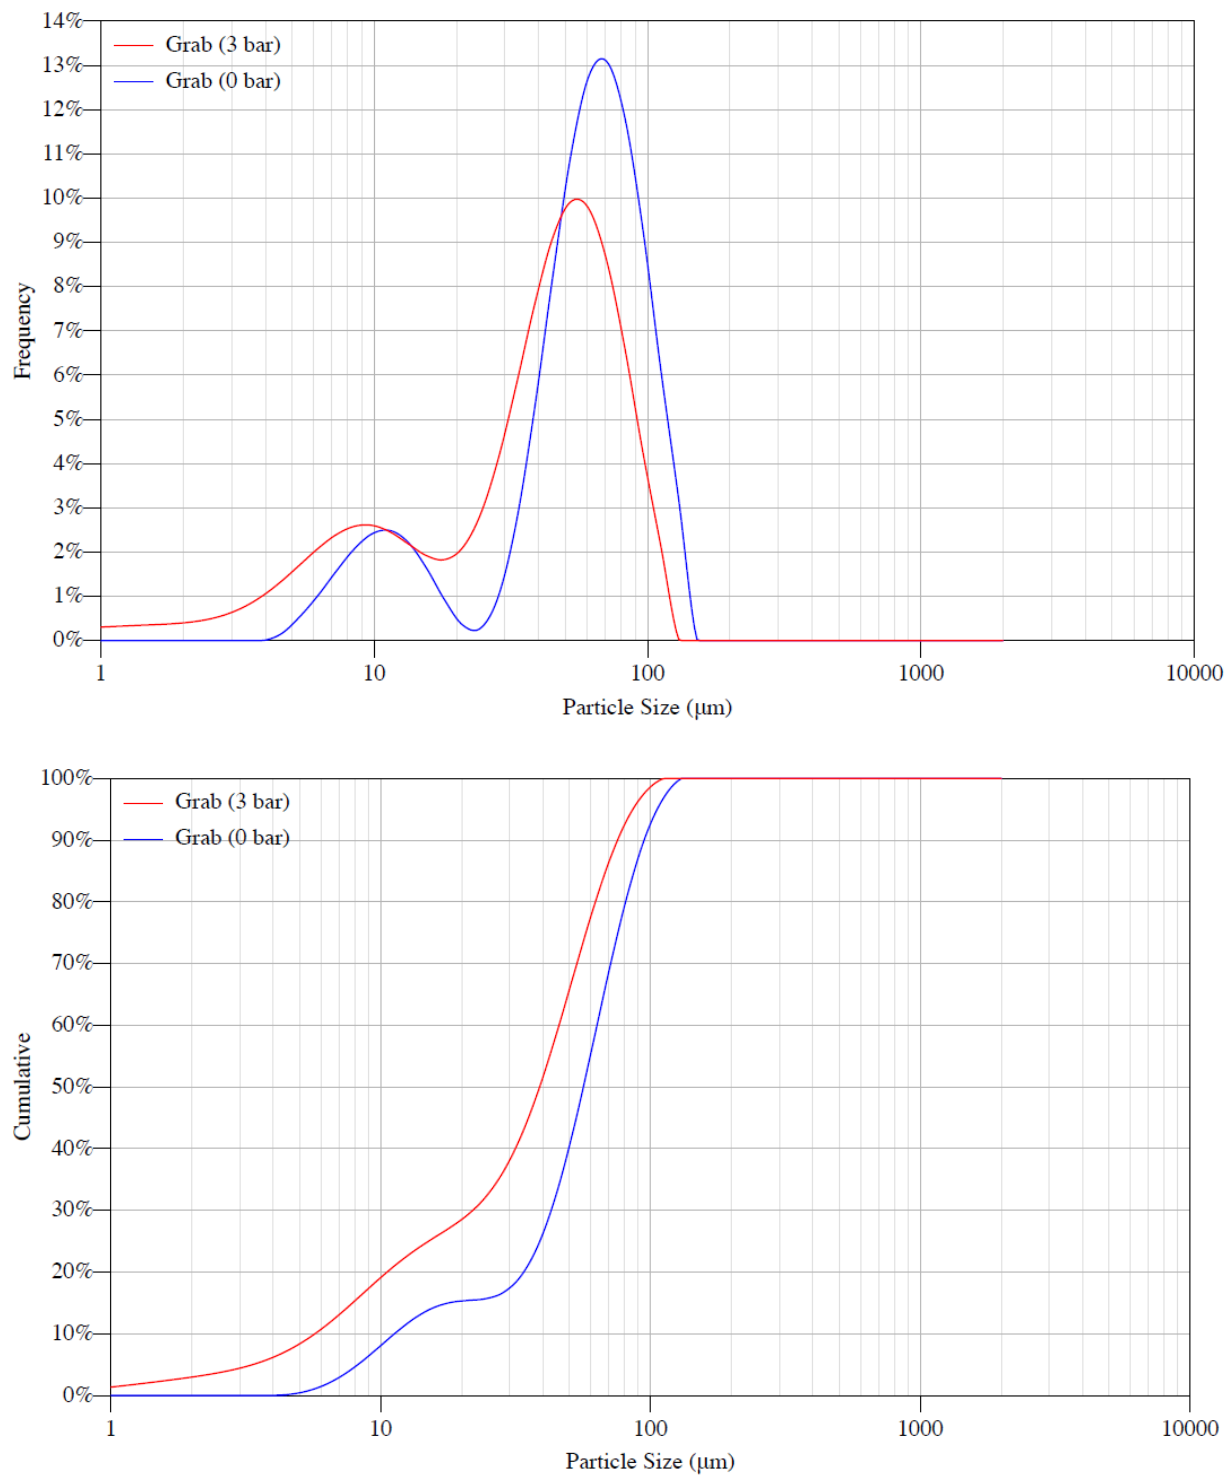 14%
13%
12%
11%
10%
9%
8%
7%
6%
5%
4%
3%
2%
1%
0%
Frequency
Grab (3 bar)
Grab (0 bar)
1 10 100 1000 10000
Particle Size (μm)
100%
90%
80%
70%
60%
50%
40%
30%
20%
10%
0%
Cumulative
Grab (3 bar)
Grab (0 bar)
1 10 100 1000 10000
Particle Size (μm)